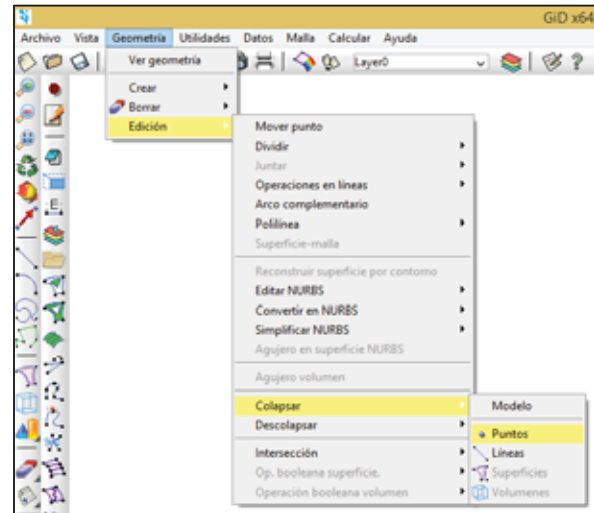 GiD x64
Archivo Vista Geometría Utilidades Datos Malla Calcular Ayuda
Ver geometría
Layer0
Crear
Borrar
Edición
Mover punto
Dividir
Juntar
Operaciones en líneas
Arco complementario
Polilínea
Superficie-malla
Reconstruir superficie por contorno
Editar NURBS
Convertir en NURBS
Simplificar NURBS
Agujero en superficie NURBS
Agujero volumen
Colapsar
Descolapsar
Intersección
Op. booleana superficie.
Operación booleana volumen
Modelo
Puntos
Líneas
Superficies
Volumenes